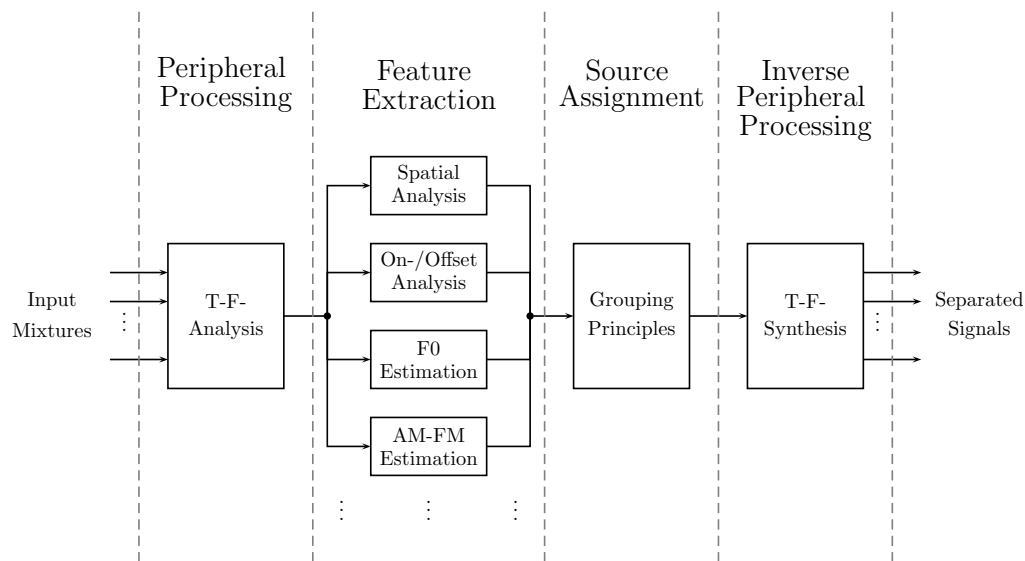 Peripheral
Processing
Feature
Extraction
Source
Assignment
Inverse
Peripheral
Processing
Input
Mixtures
T-F-
Analysis
Spatial
Analysis
On-/Offset
Analysis
F0
Estimation
AM-FM
Estimation
Grouping
Principles
T-F-
Synthesis
Separated
Signals